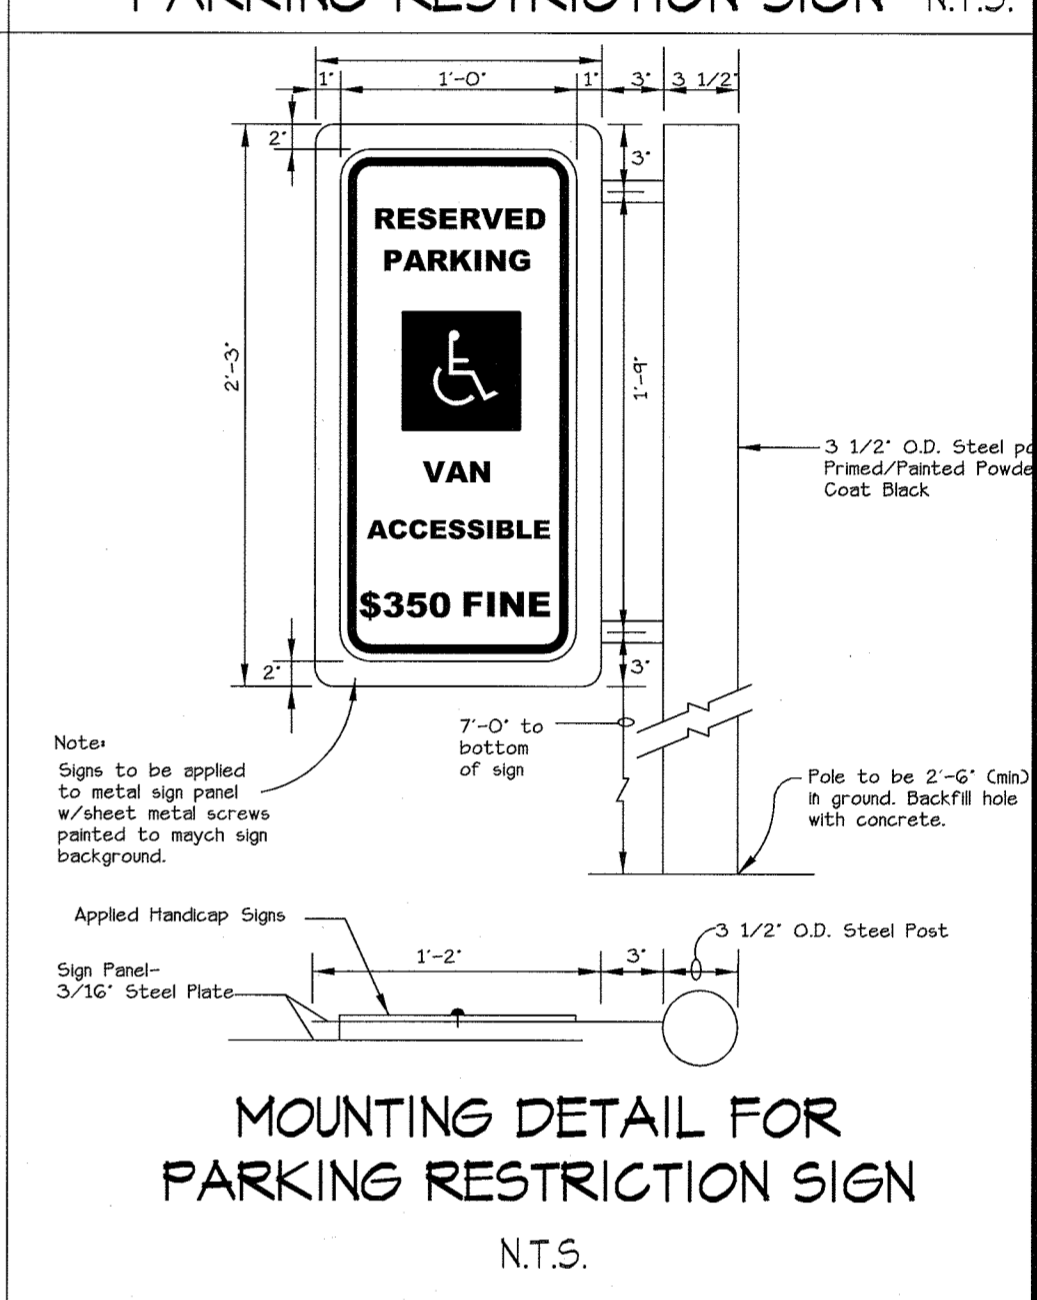 PARKING RESTRICTION SIGN N.T.S.
1" 1'-0" 1" 3" 3 1/2"
2"
3"
RESERVED
PARKING
2'-3"
1'-9"
VAN
ACCESSIBLE
$350 FINE
3 1/2" O.D. Steel
Primed/Painted
Coat Black
2"
3"
7'-0" to
bottom
of sign
Note:
Signs to be applied
to metal sign panel
w/sheet metal screws
painted to maych sign
background.
Pole to be 2'-6" (min)
in ground. Backfill hole
with concrete.
Applied Handicap Signs
3 1/2" O.D. Steel Post
1'-2" 3"
Sign Panel-
3/16" Steel Plate
MOUNTING DETAIL FOR
PARKING RESTRICTION SIGN
N.T.S.